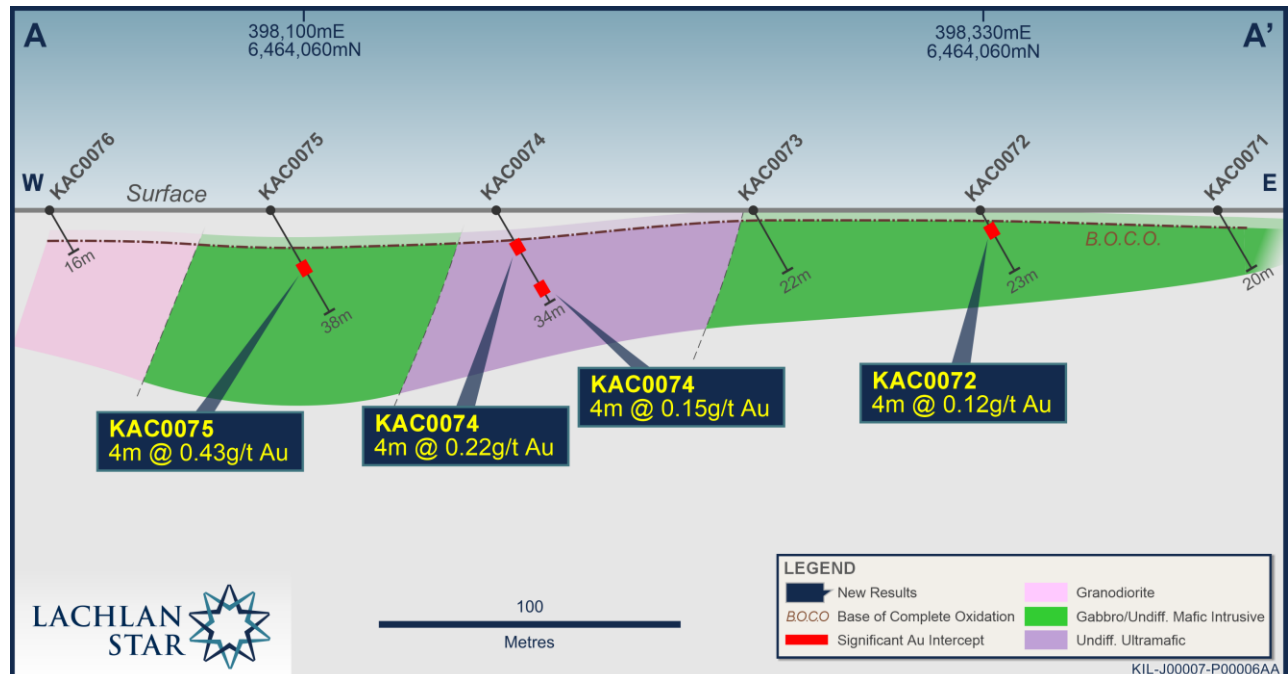 A
398,100mE
6,464,060mN
398,330mE
6,464,060mN
A'
KAC0076
KAC0075
KAC0074
KAC0073
KAC0072
KAC0071
W
Surface
E
B.O.C.O.
16m
38m
34m
22m
23m
20m
KAC0075
4m @ 0.43g/t Au
KAC0074
4m @ 0.22g/t Au
KAC0074
4m @ 0.15g/t Au
KAC0072
4m @ 0.12g/t Au
LACHLAN
STAR
100
Metres
LEGEND
New Results
B.O.C.O Base of Complete Oxidation
Significant Au Intercept
Granodiorite
Gabbro/Undiff. Mafic Intrusive
Undiff. Ultramafic
KIL-J00007-P00006AA